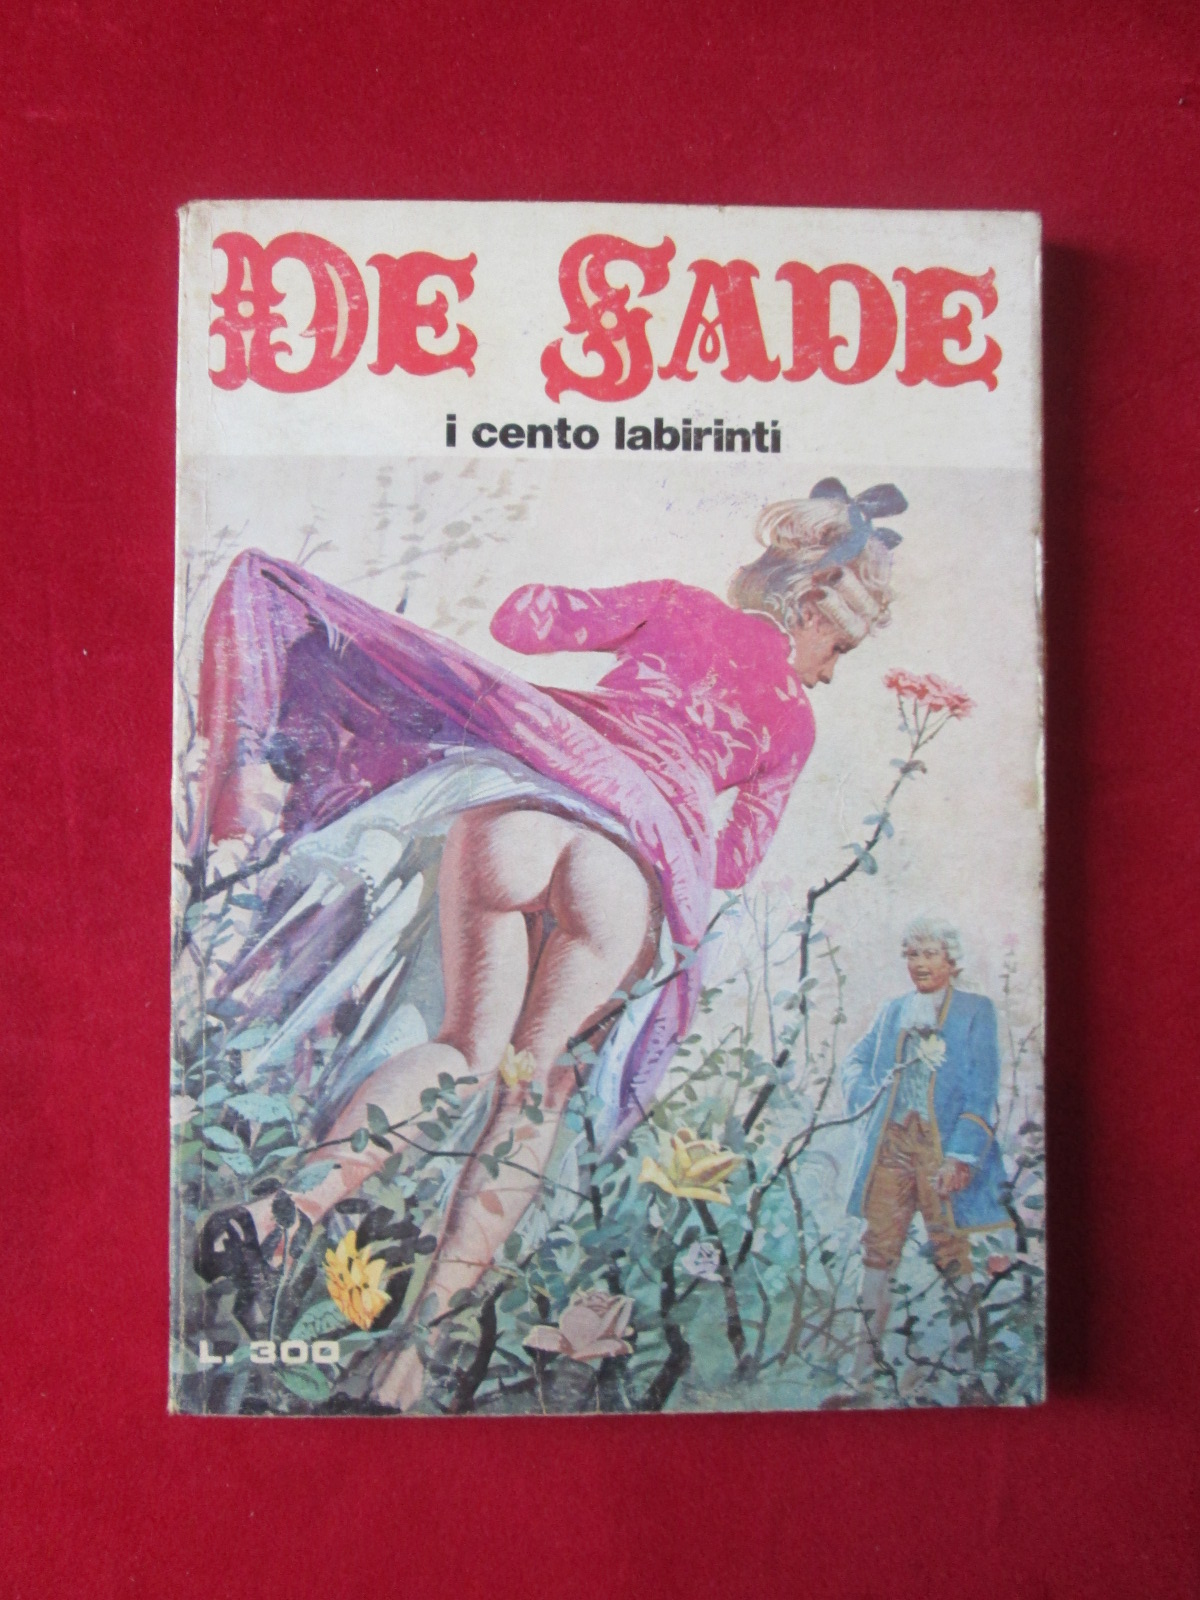 DE SADE
i cento labirinti
L. 300